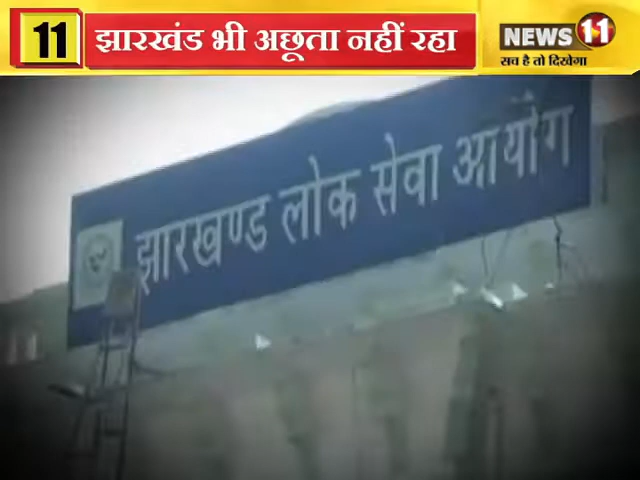 11
झारखंड भी अछूता नहीं रहा
NEWS 11
सच है तो दिखेगा
झारखण्ड लोक सेवा आयोग